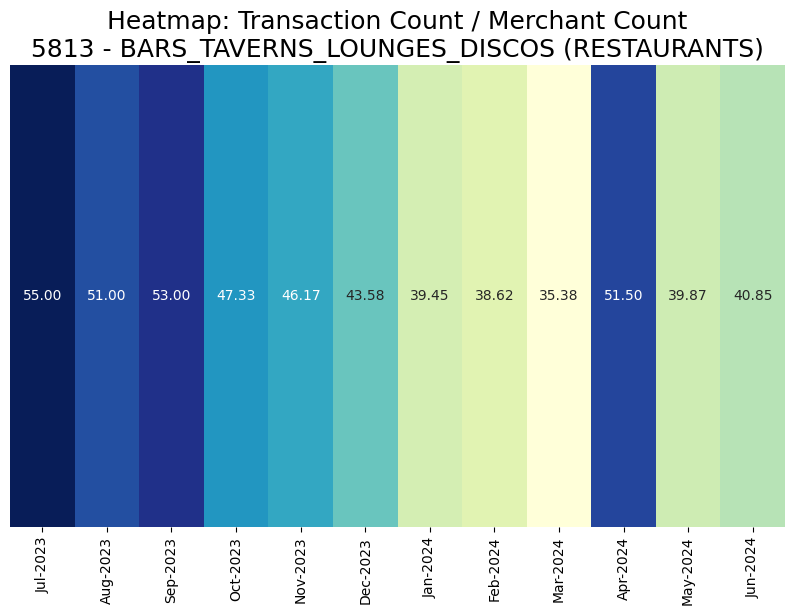 Heatmap: Transaction Count / Merchant Count
5813 - BARS_TAVERNS_LOUNGES_DISCOS (RESTAURANTS)
55.00 51.00 53.00 47.33 46.17 43.58 39.45 38.62 35.38 51.50 39.87 40.85
Jul-2023 Aug-2023 Sep-2023 Oct-2023 Nov-2023 Dec-2023 Jan-2024 Feb-2024 Mar-2024 Apr-2024 May-2024 Jun-2024